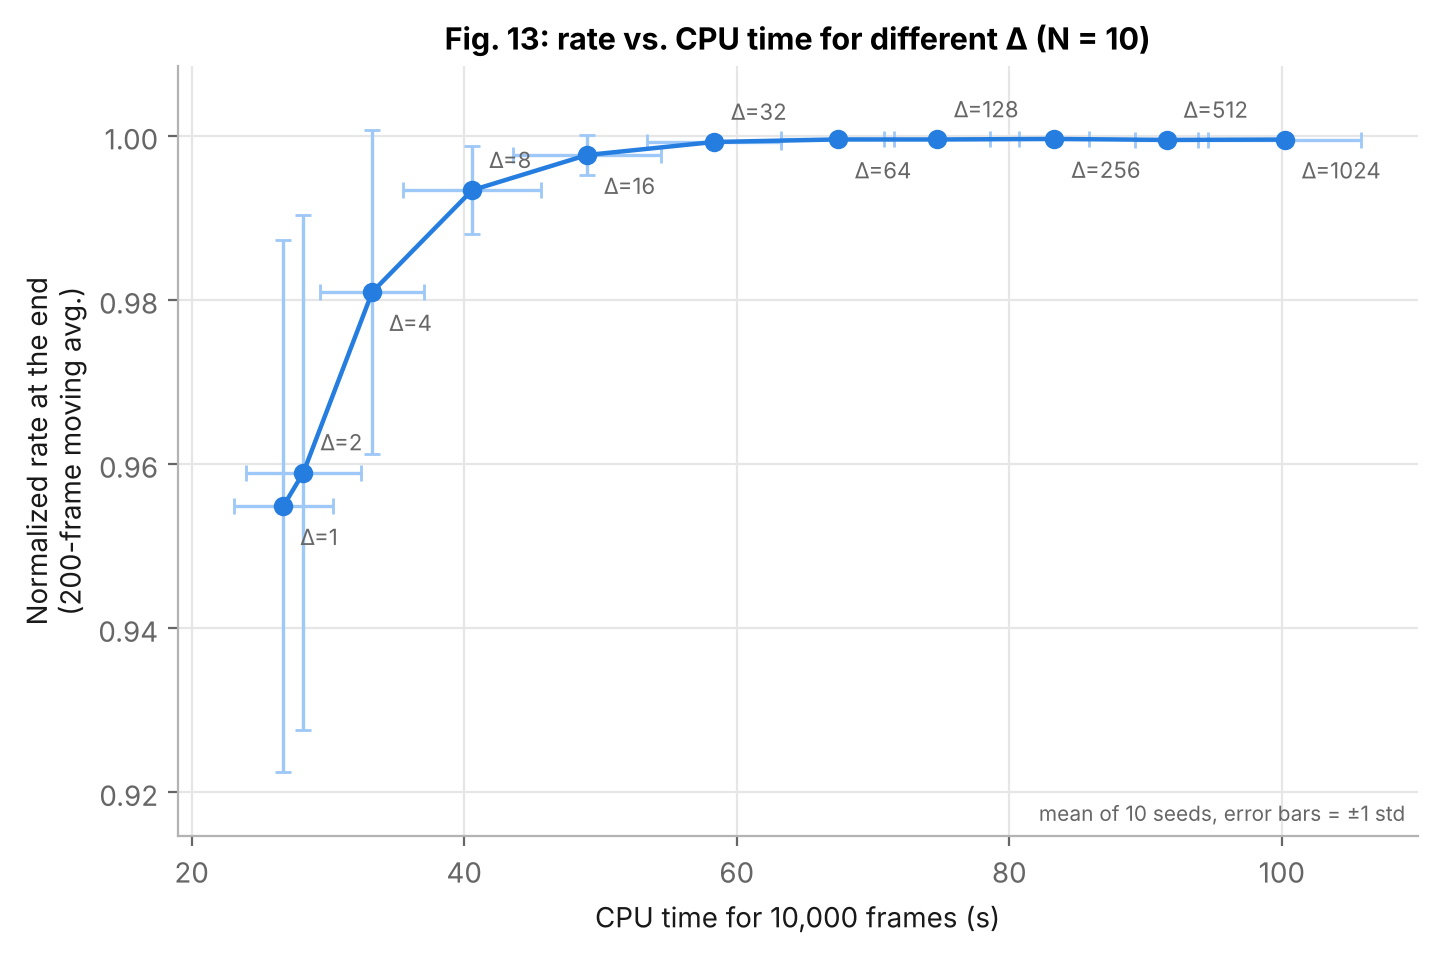 Fig. 13: rate vs. CPU time for different Δ (N = 10)
Normalized rate at the end
(200-frame moving avg.)
1.00
0.98
0.96
0.94
0.92
Δ=1
Δ=2
Δ=4
Δ=8
Δ=16
Δ=32
Δ=64
Δ=128
Δ=256
Δ=512
Δ=1024
mean of 10 seeds, error bars = ±1 std
20
40
60
80
100
CPU time for 10,000 frames (s)